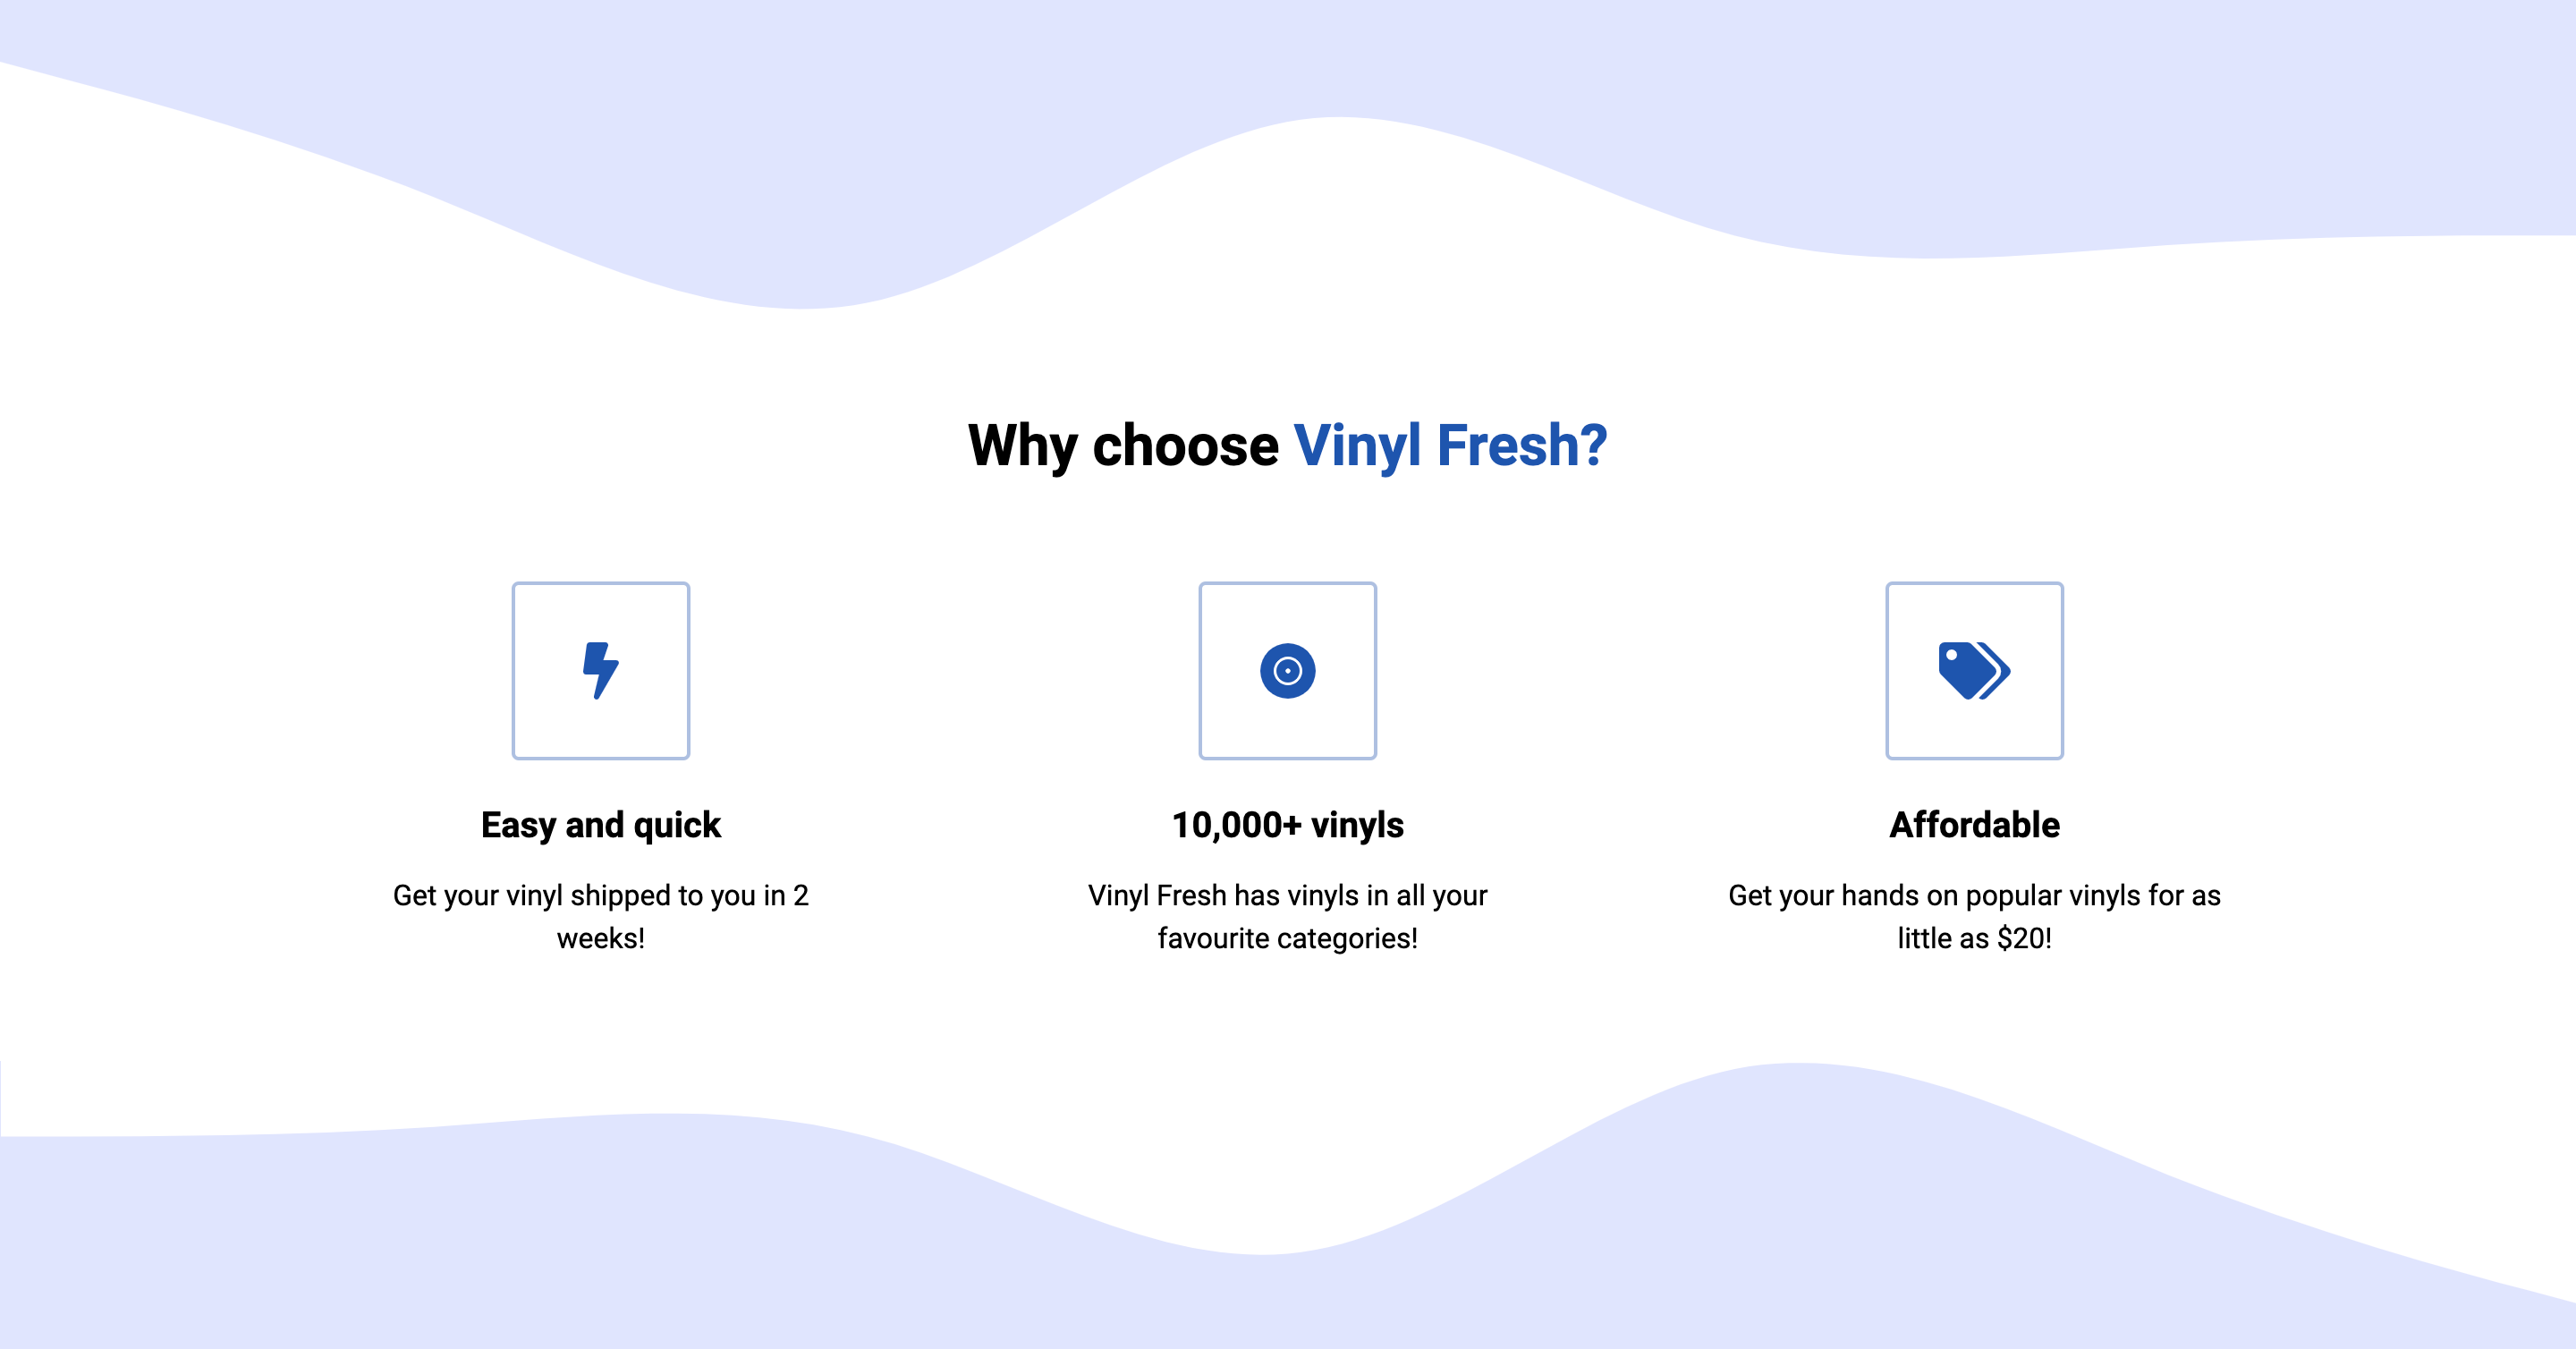 Why choose Vinyl Fresh?
Easy and quick
Get your vinyl shipped to you in 2
weeks!
10,000+ vinyls
Vinyl Fresh has vinyls in all your
favourite categories!
Affordable
Get your hands on popular vinyls for as
little as $20!